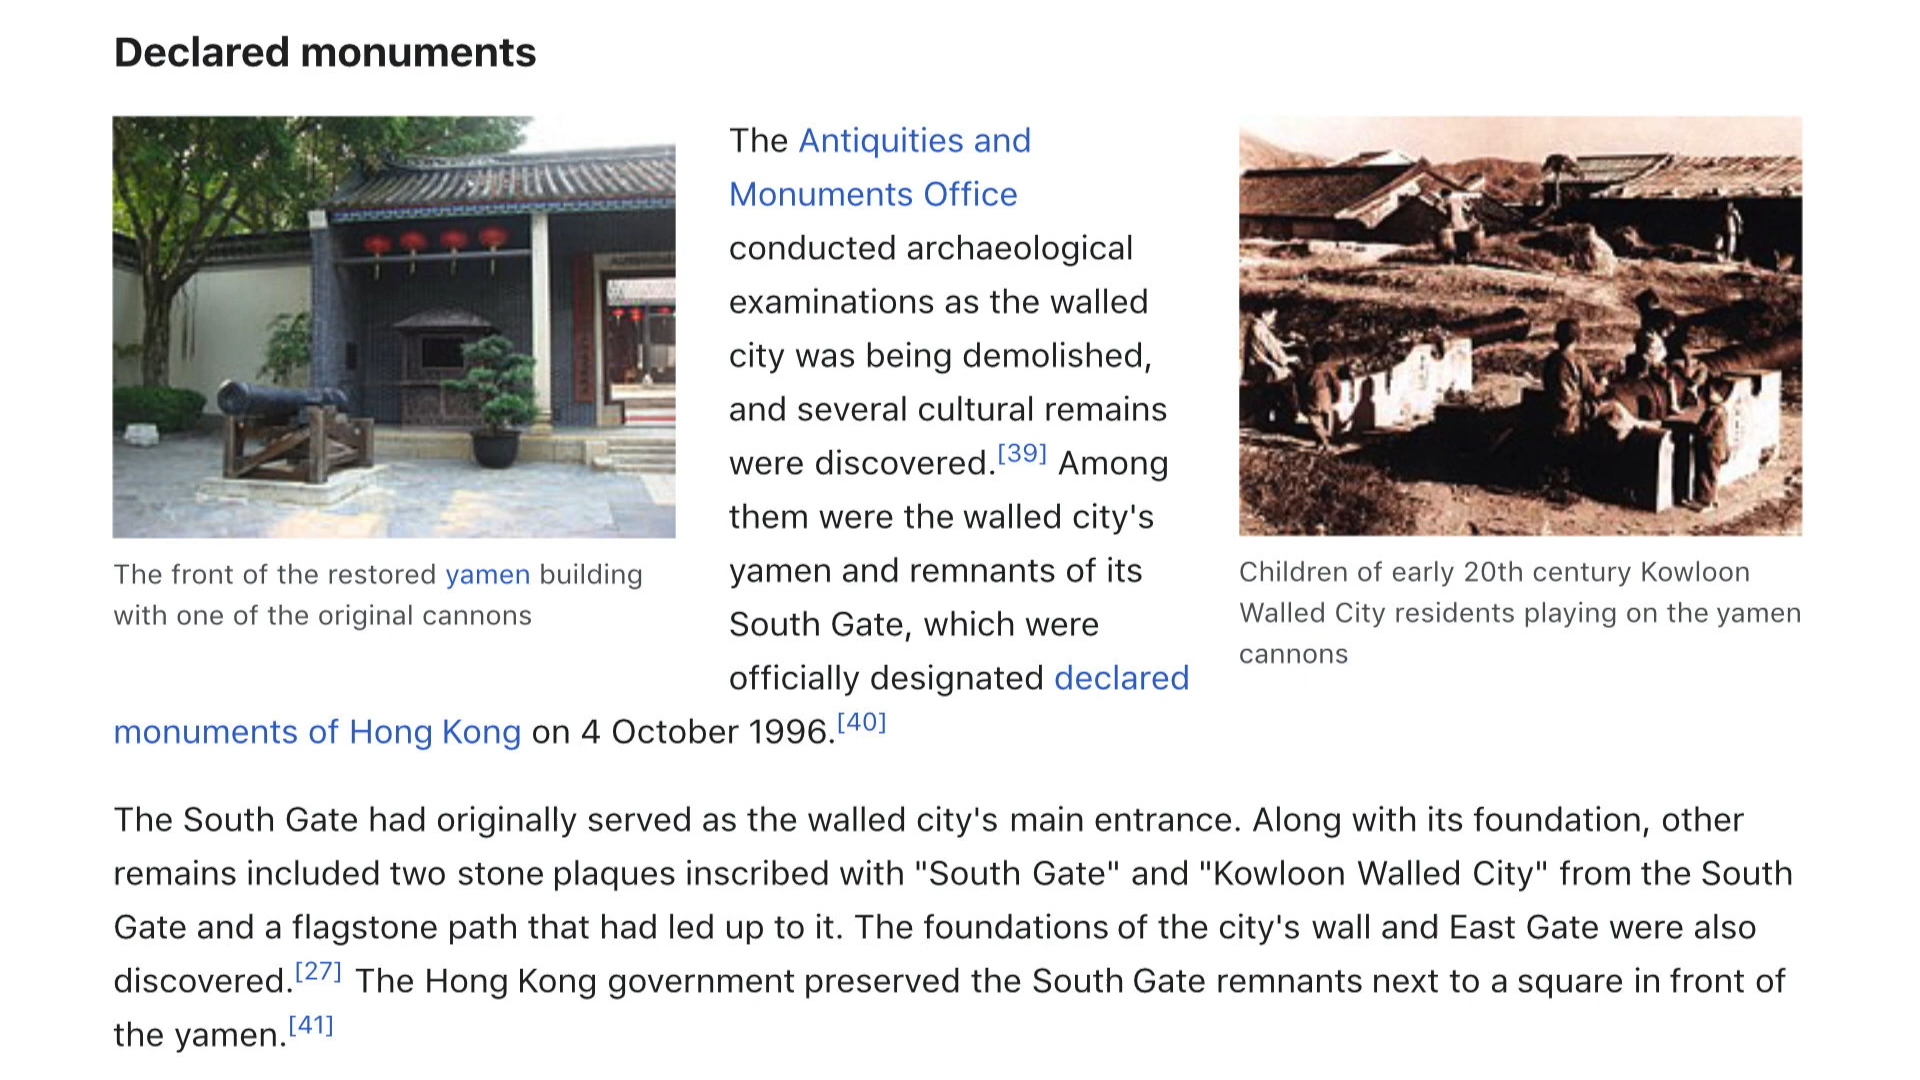 Declared monuments
The front of the restored yamen building
with one of the original cannons
The Antiquities and
Monuments Office
conducted archaeological
examinations as the walled
city was being demolished,
and several cultural remains
were discovered.[39] Among
them were the walled city's
yamen and remnants of its
South Gate, which were
officially designated declared
monuments of Hong Kong on 4 October 1996.[40]
Children of early 20th century Kowloon
Walled City residents playing on the yamen
cannons
The South Gate had originally served as the walled city's main entrance. Along with its foundation, other
remains included two stone plaques inscribed with "South Gate" and "Kowloon Walled City" from the South
Gate and a flagstone path that had led up to it. The foundations of the city's wall and East Gate were also
discovered.[27] The Hong Kong government preserved the South Gate remnants next to a square in front of
the yamen.[41]